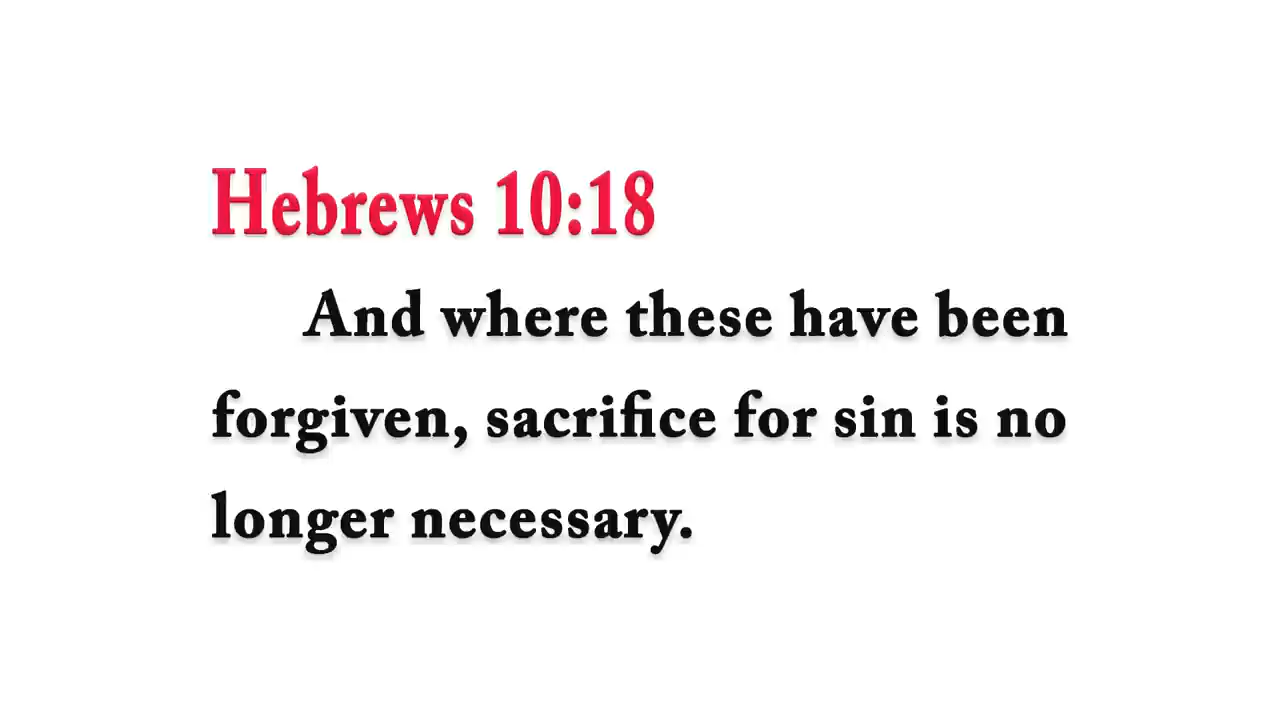 Hebrews 10:18
And where these have been
forgiven, sacrifice for sin is no
longer necessary.